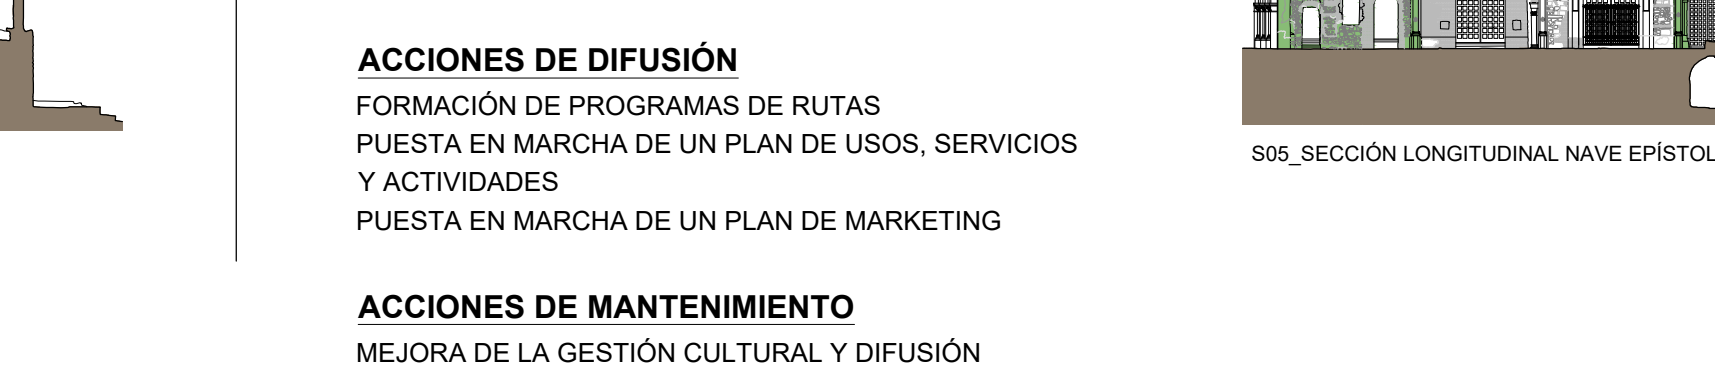 ACCIONES DE DIFUSIÓN
FORMACIÓN DE PROGRAMAS DE RUTAS
PUESTA EN MARCHA DE UN PLAN DE USOS, SERVICIOS
Y ACTIVIDADES
PUESTA EN MARCHA DE UN PLAN DE MARKETING
ACCIONES DE MANTENIMIENTO
MEJORA DE LA GESTIÓN CULTURAL Y DIFUSIÓN
S05_SECCIÓN LONGITUDINAL NAVE EPÍSTOL